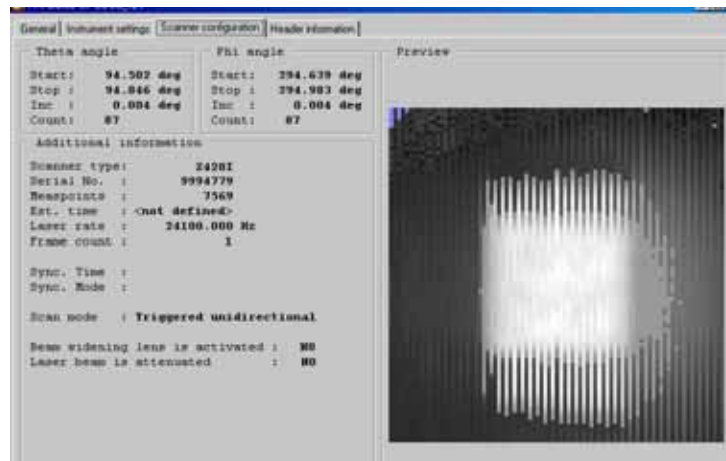 General Instrument settings Scanner configuration Header information
Theta angle
Start: 94.502 deg
Stop : 94.846 deg
Inc : 0.004 deg
Count: 87
Phi angle
Start: 294.639 deg
Stop : 294.983 deg
Inc : 0.004 deg
Count: 87
Additional information
Scanner type:
Serial No. : 9994779
Measpoints : 7569
Est. time : <not defined>
Laser rate : 24100.000 Hz
Frame count : 1
Sync. Time :
Sync. Mode :
Scan mode : Triggered unidirectional
Beam widening lens is activated : NO
Laser beam is attenuated : NO
Preview